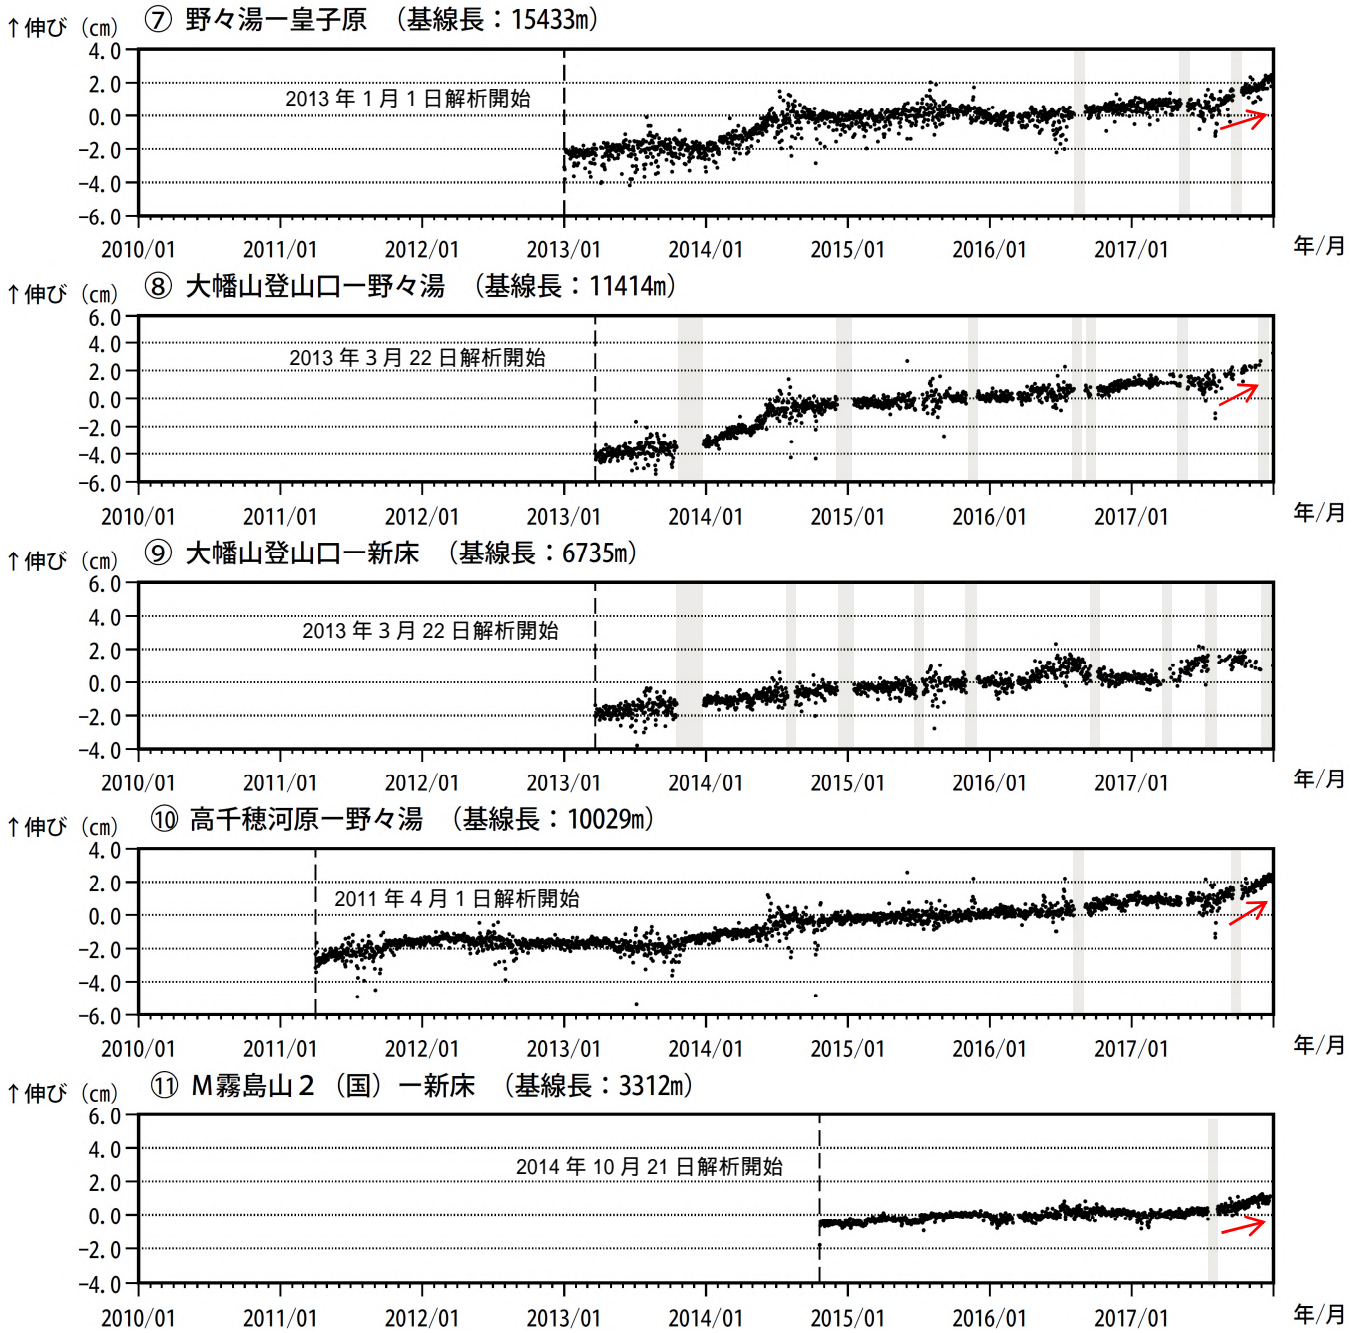 ↑伸び（㎝） ⑦ 野々湯ー皇子原 （基線長：15433m）
4.0
2.0
2013 年 1 月 1 日解析開始
0.0
−2.0
−4.0
−6.0
2010/01 2011/01 2012/01 2013/01 2014/01 2015/01 2016/01 2017/01 年/月
↑伸び（㎝） ⑧ 大幡山登山口ー野々湯 （基線長：11414m）
6.0
4.0
2013 年 3 月 22 日解析開始
2.0
0.0
−2.0
−4.0
−6.0
2010/01 2011/01 2012/01 2013/01 2014/01 2015/01 2016/01 2017/01 年/月
↑伸び（㎝） ⑨ 大幡山登山口―新床 （基線長：6735m）
6.0
4.0
2013 年 3 月 22 日解析開始
2.0
0.0
−2.0
−4.0
2010/01 2011/01 2012/01 2013/01 2014/01 2015/01 2016/01 2017/01 年/月
↑伸び（㎝） ⑩ 高千穂河原ー野々湯 （基線長：10029m）
4.0
2.0
2011 年 4 月 1 日解析開始
0.0
−2.0
−4.0
−6.0
2010/01 2011/01 2012/01 2013/01 2014/01 2015/01 2016/01 2017/01 年/月
↑伸び（㎝） ⑪ M霧島山２（国）ー新床 （基線長：3312m）
6.0
4.0
2014 年 10 月 21 日解析開始
2.0
0.0
−2.0
−4.0
2010/01 2011/01 2012/01 2013/01 2014/01 2015/01 2016/01 2017/01 年/月